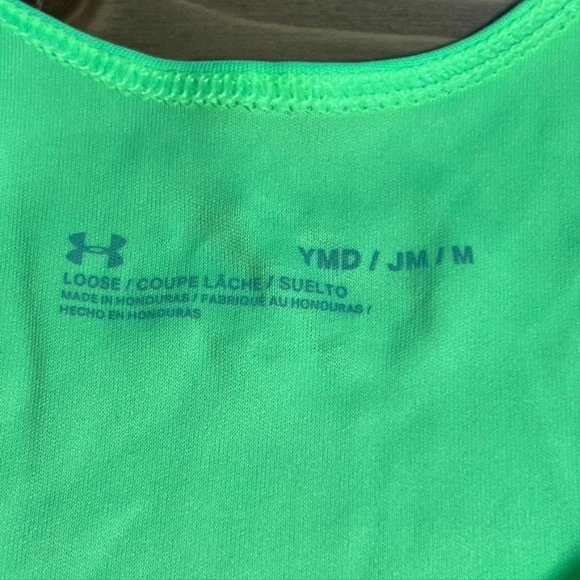 YMD / JM / M
LOOSE / COUPE LÂCHE / SUELTO
MADE IN HONDURAS / FABRIQUÉ AU HONDURAS /
HECHO EN HONDURAS